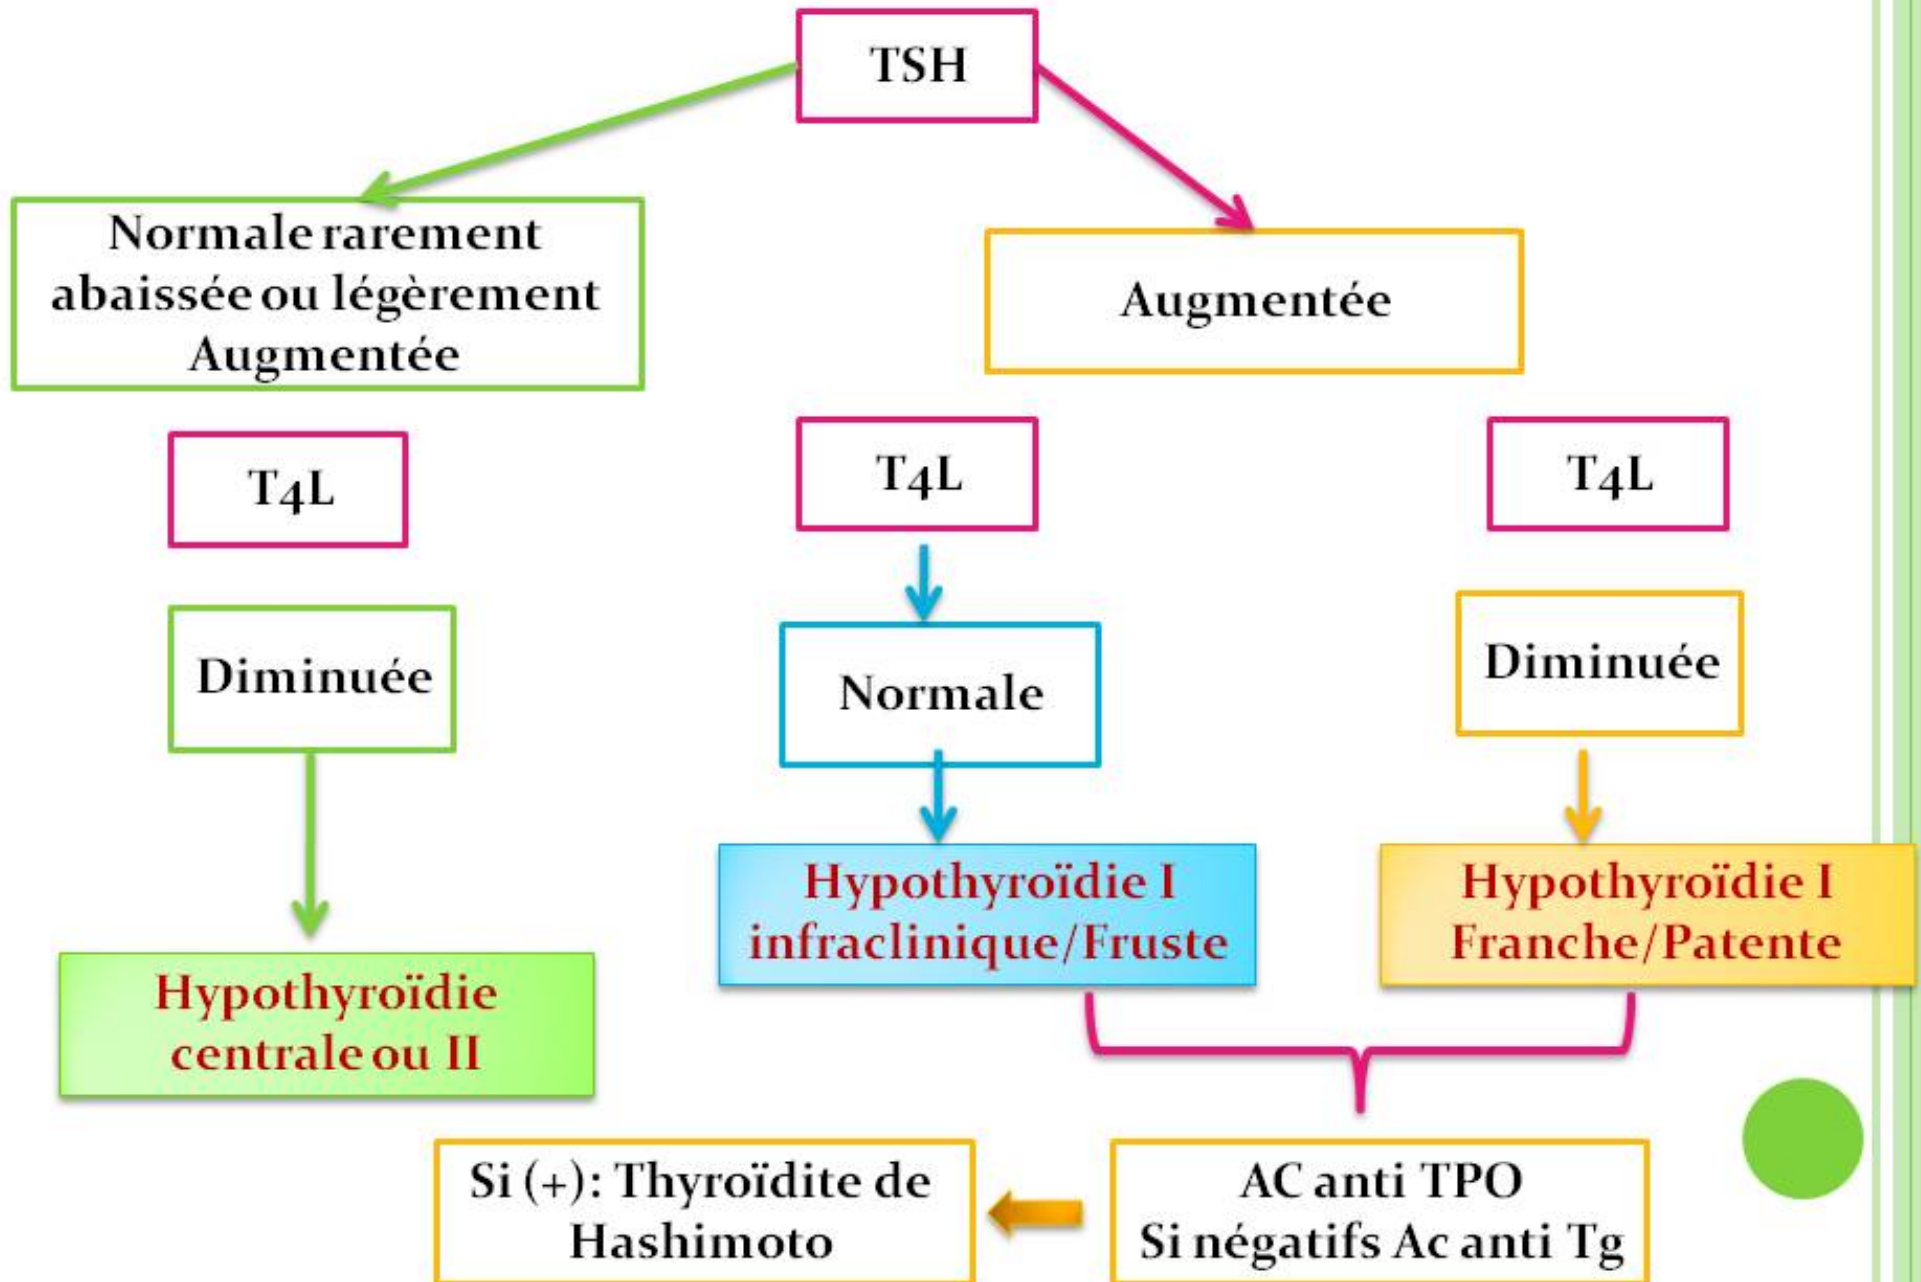 TSH
Normale rarement
abaissée ou légèrement
Augmentée
Augmentée
T4L
T4L
T4L
Diminuée
Normale
Diminuée
Hypothyroïdie
centrale ou II
Hypothyroïdie I
infraclinique/Fruste
Hypothyroïdie I
Franche/Patente
Si (+): Thyroïdite de
Hashimoto
AC anti TPO
Si négatifs Ac anti Tg